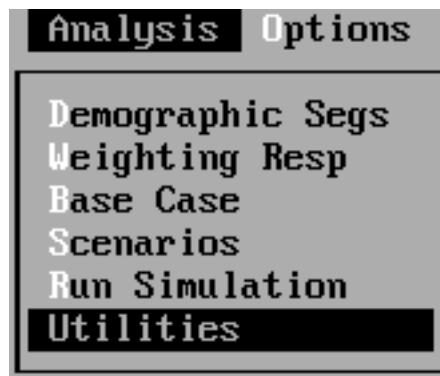 Analysis Options
Demographic Segs
Weighting Resp
Base Case
Scenarios
Run Simulation
Utilities